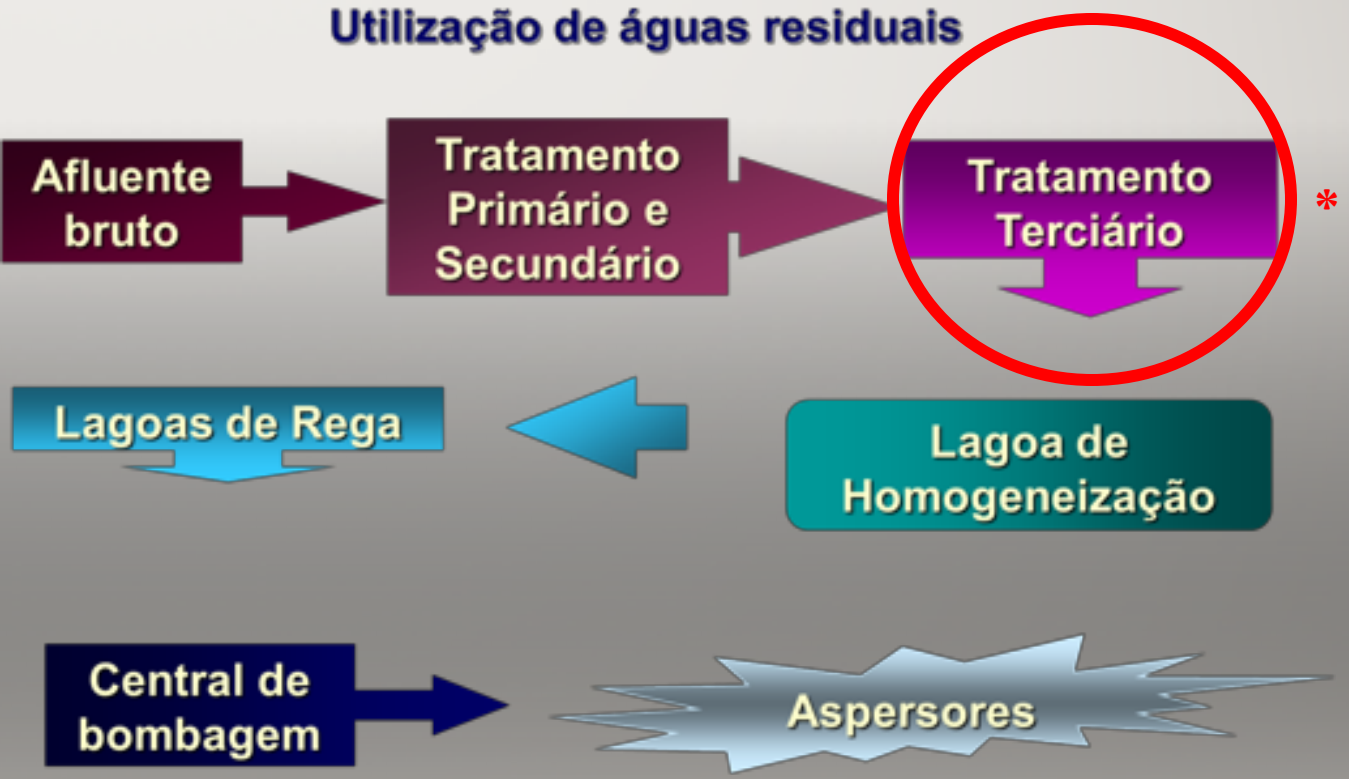 Utilização de águas residuais
Afluente
bruto
Tratamento
Primário e
Secundário
Tratamento
Terciário
*
Lagoas de Rega
Lagoa de
Homogeneização
Central de
bombagem
Aspersores